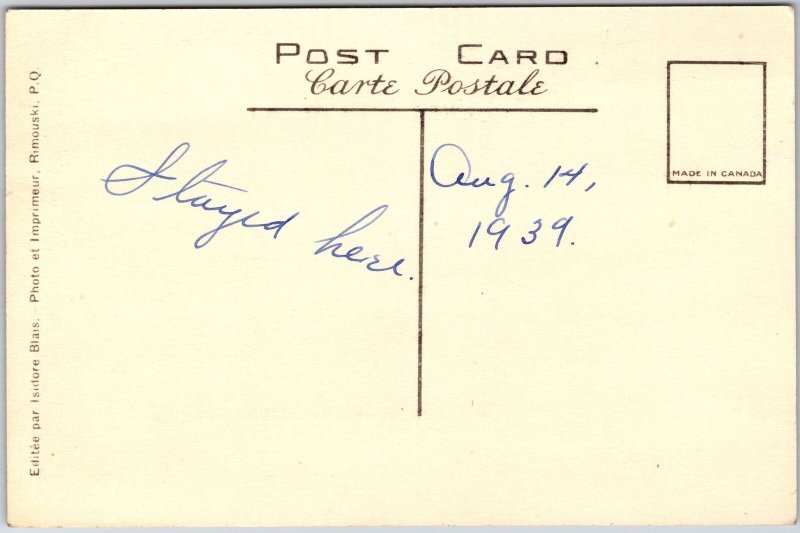 POST CARD
Carte Postale
MADE IN CANADA
Stayed here.
Aug. 14,
1939.
Editée par Isidore Blais. - Photo et Imprimeur, Rimouski, P.Q.